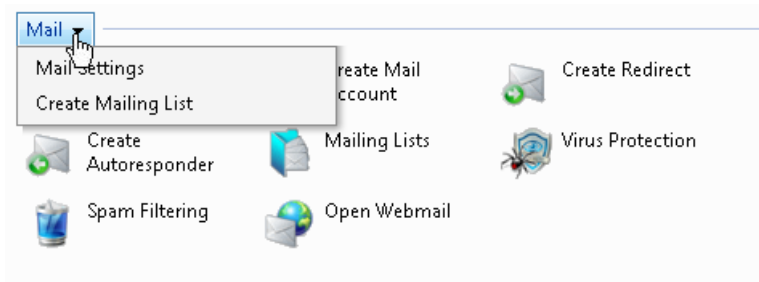 Mail
Mail Settings
Create Mailing List
reate Mail
ccount
Create Redirect
Create
Autoresponder
Mailing Lists
Virus Protection
Spam Filtering
Open Webmail